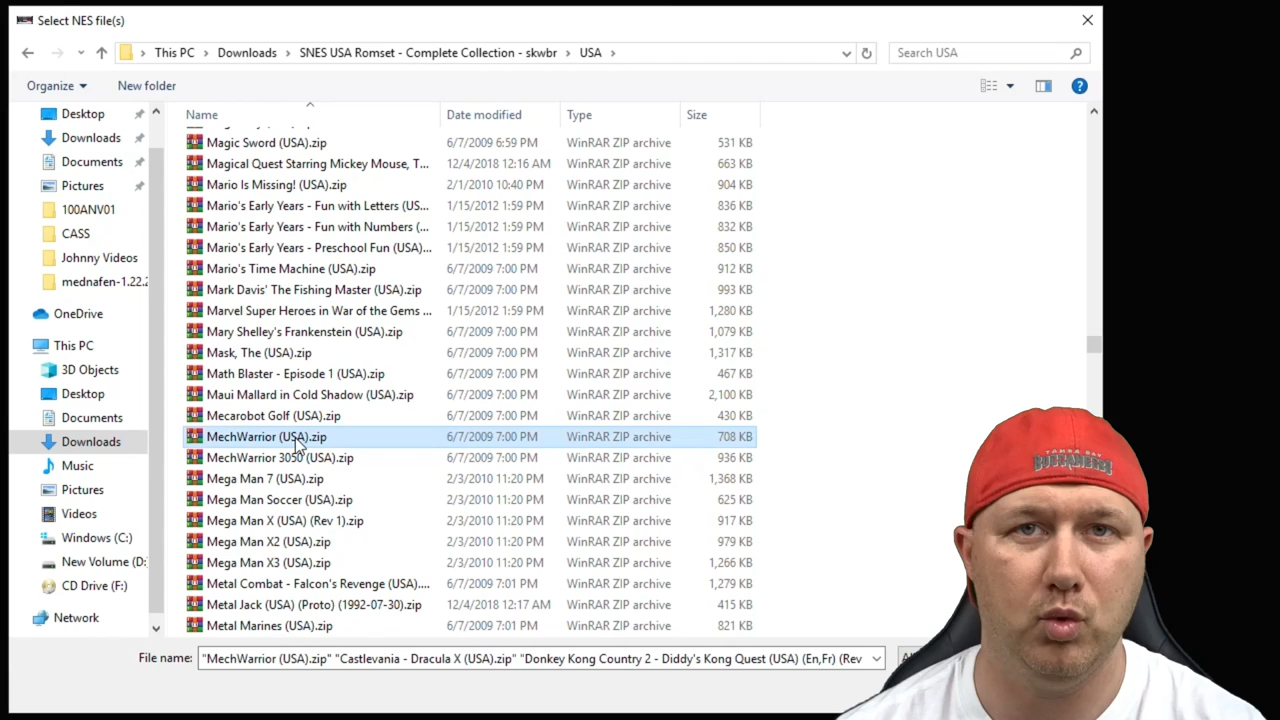 Select NES file(s)
This PC > Downloads > SNES USA Romset - Complete Collection - skwbr > USA >
Search USA
Organize
New folder
Name Date modified Type Size
Desktop
Downloads
Documents
Pictures
100ANV01
CASS
Johnny Videos
mednafen-1.22.2
OneDrive
This PC
3D Objects
Desktop
Documents
Downloads
Music
Pictures
Videos
Windows (C:)
New Volume (D:
CD Drive (F:)
Network
Magic Sword (USA).zip 6/7/2009 6:59 PM WinRAR ZIP archive 531 KB
Magical Quest Starring Mickey Mouse, T... 12/4/2018 12:16 AM WinRAR ZIP archive 663 KB
Mario Is Missing! (USA).zip 2/1/2010 10:40 PM WinRAR ZIP archive 904 KB
Mario's Early Years - Fun with Letters (US... 1/15/2012 1:59 PM WinRAR ZIP archive 836 KB
Mario's Early Years - Fun with Numbers (... 1/15/2012 1:59 PM WinRAR ZIP archive 832 KB
Mario's Early Years - Preschool Fun (USA)... 1/15/2012 1:59 PM WinRAR ZIP archive 850 KB
Mario's Time Machine (USA).zip 6/7/2009 7:00 PM WinRAR ZIP archive 912 KB
Mark Davis' The Fishing Master (USA).zip 6/7/2009 7:00 PM WinRAR ZIP archive 993 KB
Marvel Super Heroes in War of the Gems ... 1/15/2012 1:59 PM WinRAR ZIP archive 1,280 KB
Mary Shelley's Frankenstein (USA).zip 6/7/2009 7:00 PM WinRAR ZIP archive 1,079 KB
Mask, The (USA).zip 6/7/2009 7:00 PM WinRAR ZIP archive 1,317 KB
Math Blaster - Episode 1 (USA).zip 6/7/2009 7:00 PM WinRAR ZIP archive 467 KB
Maui Mallard in Cold Shadow (USA).zip 6/7/2009 7:00 PM WinRAR ZIP archive 2,100 KB
Mecarobot Golf (USA).zip 6/7/2009 7:00 PM WinRAR ZIP archive 430 KB
MechWarrior (USA).zip 6/7/2009 7:00 PM WinRAR ZIP archive 708 KB
MechWarrior 3050 (USA).zip 6/7/2009 7:00 PM WinRAR ZIP archive 936 KB
Mega Man 7 (USA).zip 2/3/2010 11:20 PM WinRAR ZIP archive 1,368 KB
Mega Man Soccer (USA).zip 2/3/2010 11:20 PM WinRAR ZIP archive 625 KB
Mega Man X (USA) (Rev 1).zip 2/3/2010 11:20 PM WinRAR ZIP archive 917 KB
Mega Man X2 (USA).zip 2/3/2010 11:20 PM WinRAR ZIP archive 979 KB
Mega Man X3 (USA).zip 2/3/2010 11:20 PM WinRAR ZIP archive 1,266 KB
Metal Combat - Falcon's Revenge (USA).... 6/7/2009 7:01 PM WinRAR ZIP archive 1,279 KB
Metal Jack (USA) (Proto) (1992-07-30).zip 12/4/2018 12:17 AM WinRAR ZIP archive 415 KB
Metal Marines (USA).zip 6/7/2009 7:01 PM WinRAR ZIP archive 821 KB
File name: "MechWarrior (USA).zip" "Castlevania - Dracula X (USA).zip" "Donkey Kong Country 2 - Diddy's Kong Quest (USA) (En,Fr) (Rev
TAMPA BAY
BUCCANEERS